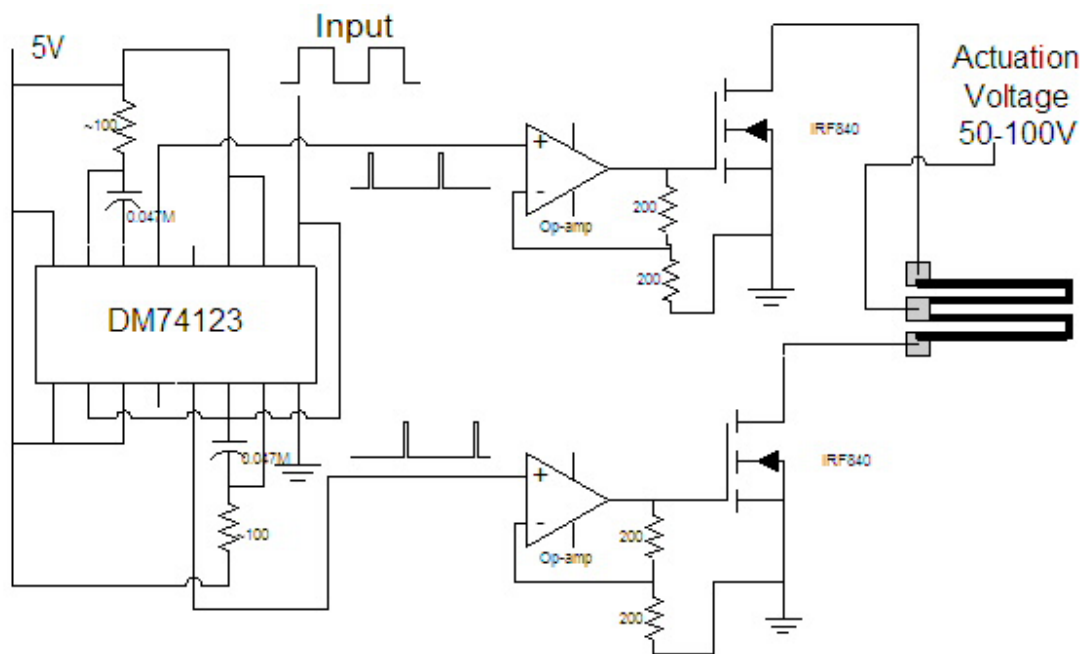 5V
Input
Actuation
Voltage
50-100V
~100
0.047M
200
200
Op-amp
IRF840
DM74123
0.047M
~100
200
200
Op-amp
IRF840